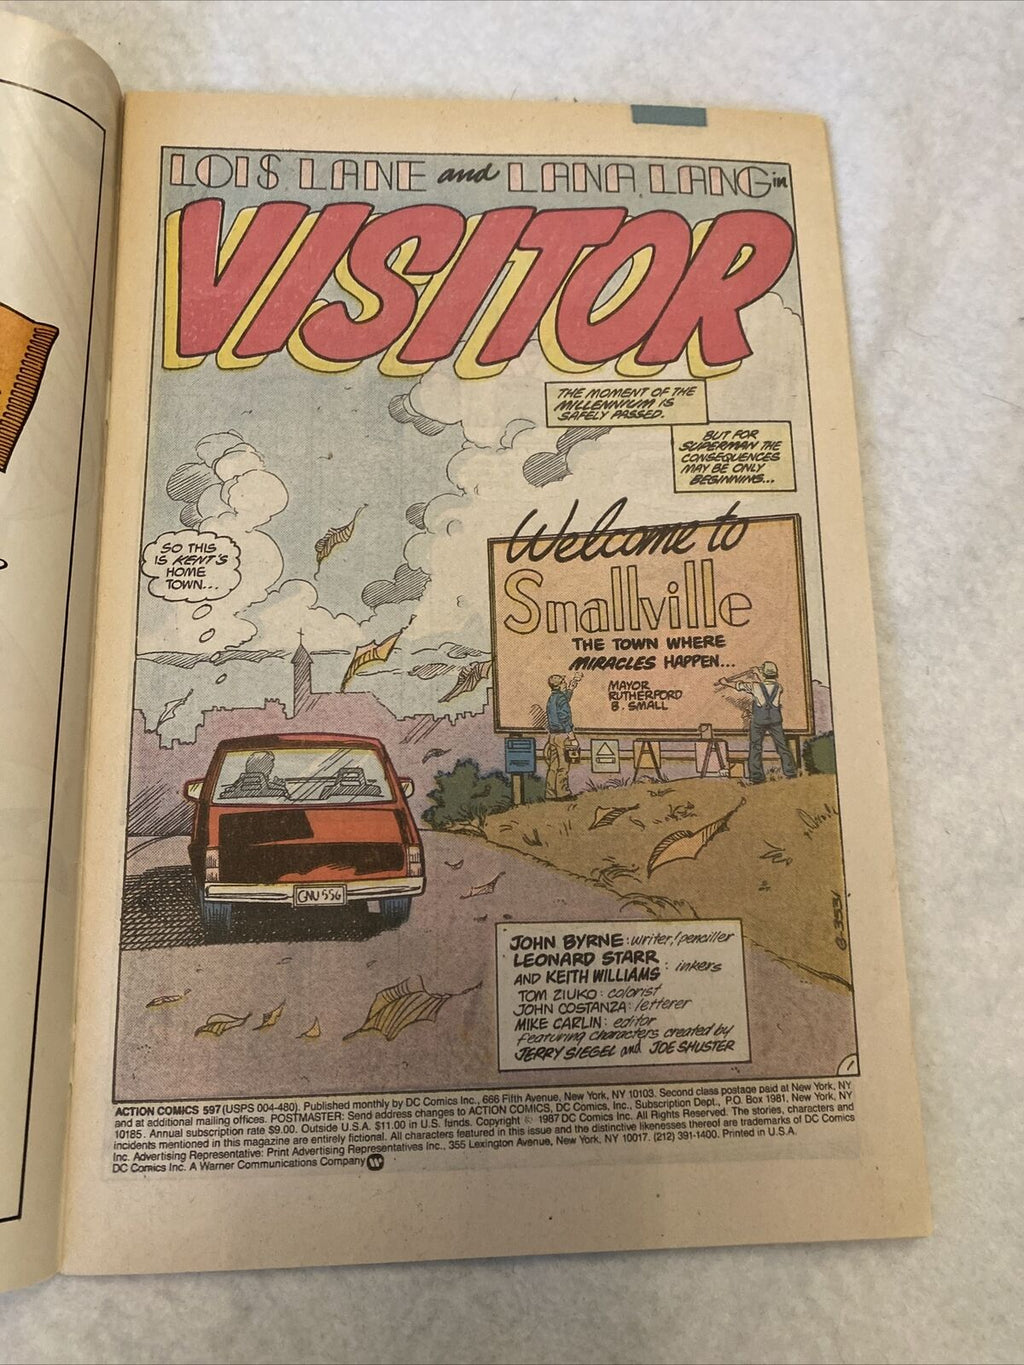 LOIS LANE and LANA LANG in
VISITOR
THE MOMENT OF THE
MILLENNIUM IS
SAFELY PASSED.
BUT FOR
SUPERMAN THE
CONSEQUENCES
MAY BE ONLY
BEGINNING...
SO THIS
IS KENT'S
HOME
TOWN...
Welcome to
Smallville
THE TOWN WHERE
MIRACLES HAPPEN...
MAYOR
RUTHERFORD
B. SMALL
GNU 556
JOHN BYRNE: writer/penciller
LEONARD STARR
AND KEITH WILLIAMS: inkers
TOM ZIUKO: colorist
JOHN COSTANZA: letterer
MIKE CARLIN: editor
Featuring characters created by
JERRY SIEGEL and JOE SHUSTER
1
ACTION COMICS 597 (USPS 004-480). Published monthly by DC Comics Inc., 666 Fifth Avenue, New York, NY 10103. Second class postage paid at New York, NY
and at additional mailing offices. POSTMASTER: Send address changes to ACTION COMICS, DC Comics, Inc., Subscription Dept., P.O. Box 1981, New York, NY
10185. Annual subscription rate $9.00. Outside U.S.A. $11.00 in U.S. funds. Copyright © 1987 DC Comics Inc. All Rights Reserved. The stories, characters and
incidents mentioned in this magazine are entirely fictional. All characters featured in this issue and the distinctive likenesses thereof are trademarks of DC Comics
Inc. Advertising Representative: Print Advertising Representatives Inc., 355 Lexington Avenue, New York, NY 10017. (212) 391-1400. Printed in U.S.A.
DC Comics Inc. A Warner Communications Company